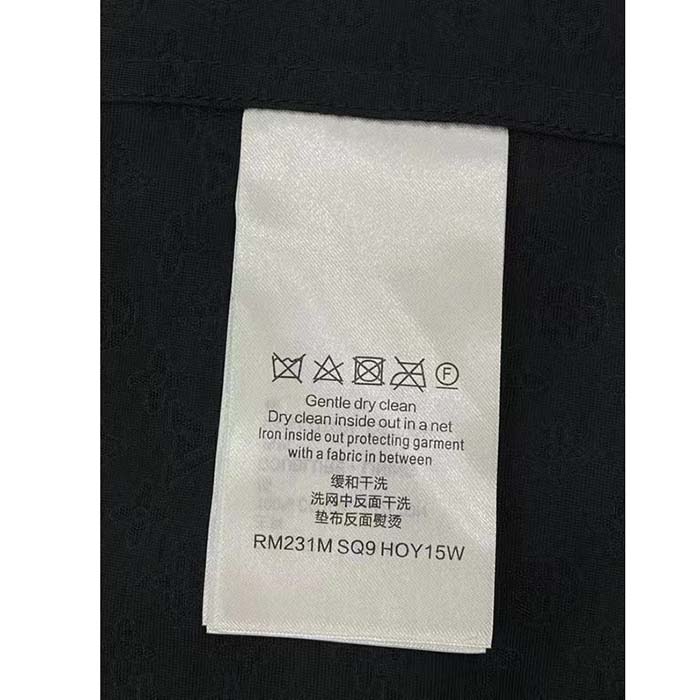 F
Gentle dry clean
Dry clean inside out in a net
Iron inside out protecting garment
with a fabric in between
缓和干洗
洗网中反面干洗
垫布反面熨烫
RM231M SQ9 HOY15W